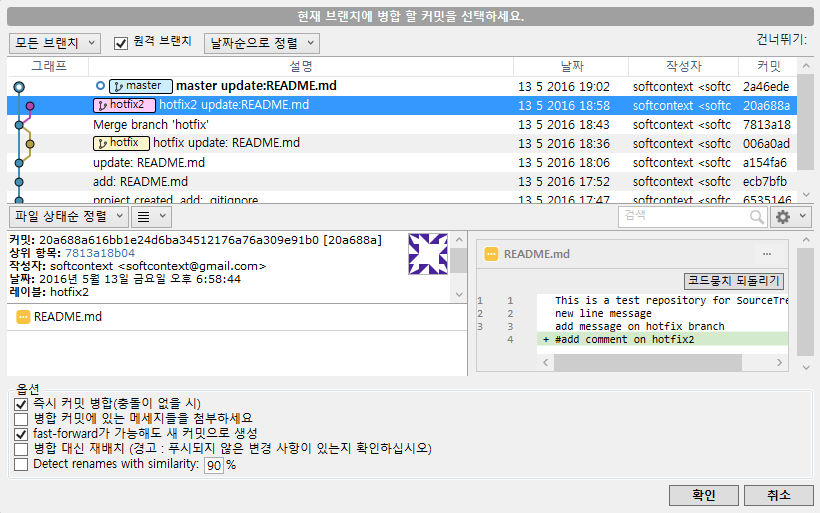 현재 브랜치에 병합 할 커밋을 선택하세요.
모든 브랜치 원격 브랜치 날짜순으로 정렬 건너뛰기:
그래프 설명 날짜 작성자 커밋
master master update:README.md 13 5 2016 19:02 softcontext <softc 2a46ede
hotfix2 hotfix2 update:README.md 13 5 2016 18:58 softcontext <softc 20a688a
Merge branch 'hotfix' 13 5 2016 18:43 softcontext <softc 7813a18
hotfix hotfix update: README.md 13 5 2016 18:36 softcontext <softc 006a0ad
update: README.md 13 5 2016 18:06 softcontext <softc a154fa6
add: README.md 13 5 2016 17:52 softcontext <softc ecb7bfb
project created, add: .gitignore 13 5 2016 17:47 softcontext <softc 6535146
파일 상태순 정렬 검색
커밋: 20a688a616bb1e24d6ba34512176a76a309e91b0 [20a688a]
상위 항목: 7813a18b04
작성자: softcontext <softcontext@gmail.com>
날짜: 2016년 5월 13일 금요일 오후 6:58:44
레이블: hotfix2
README.md
README.md ...
코드뭉치 되돌리기
1 1 This is a test repository for SourceTre
2 2 new line message
3 3 add message on hotfix branch
4 + #add comment on hotfix2
옵션
즉시 커밋 병합(충돌이 없을 시)
병합 커밋에 있는 메세지들을 첨부하세요
fast-forward가 가능해도 새 커밋으로 생성
병합 대신 재배치 (경고 : 푸시되지 않은 변경 사항이 있는지 확인하십시오)
Detect renames with similarity: 90 %
확인 취소